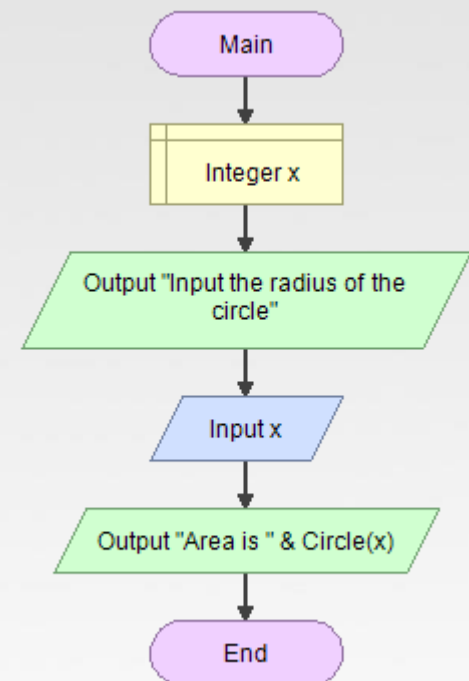 Main
Integer x
Output "Input the radius of the
circle"
Input x
Output "Area is " & Circle(x)
End